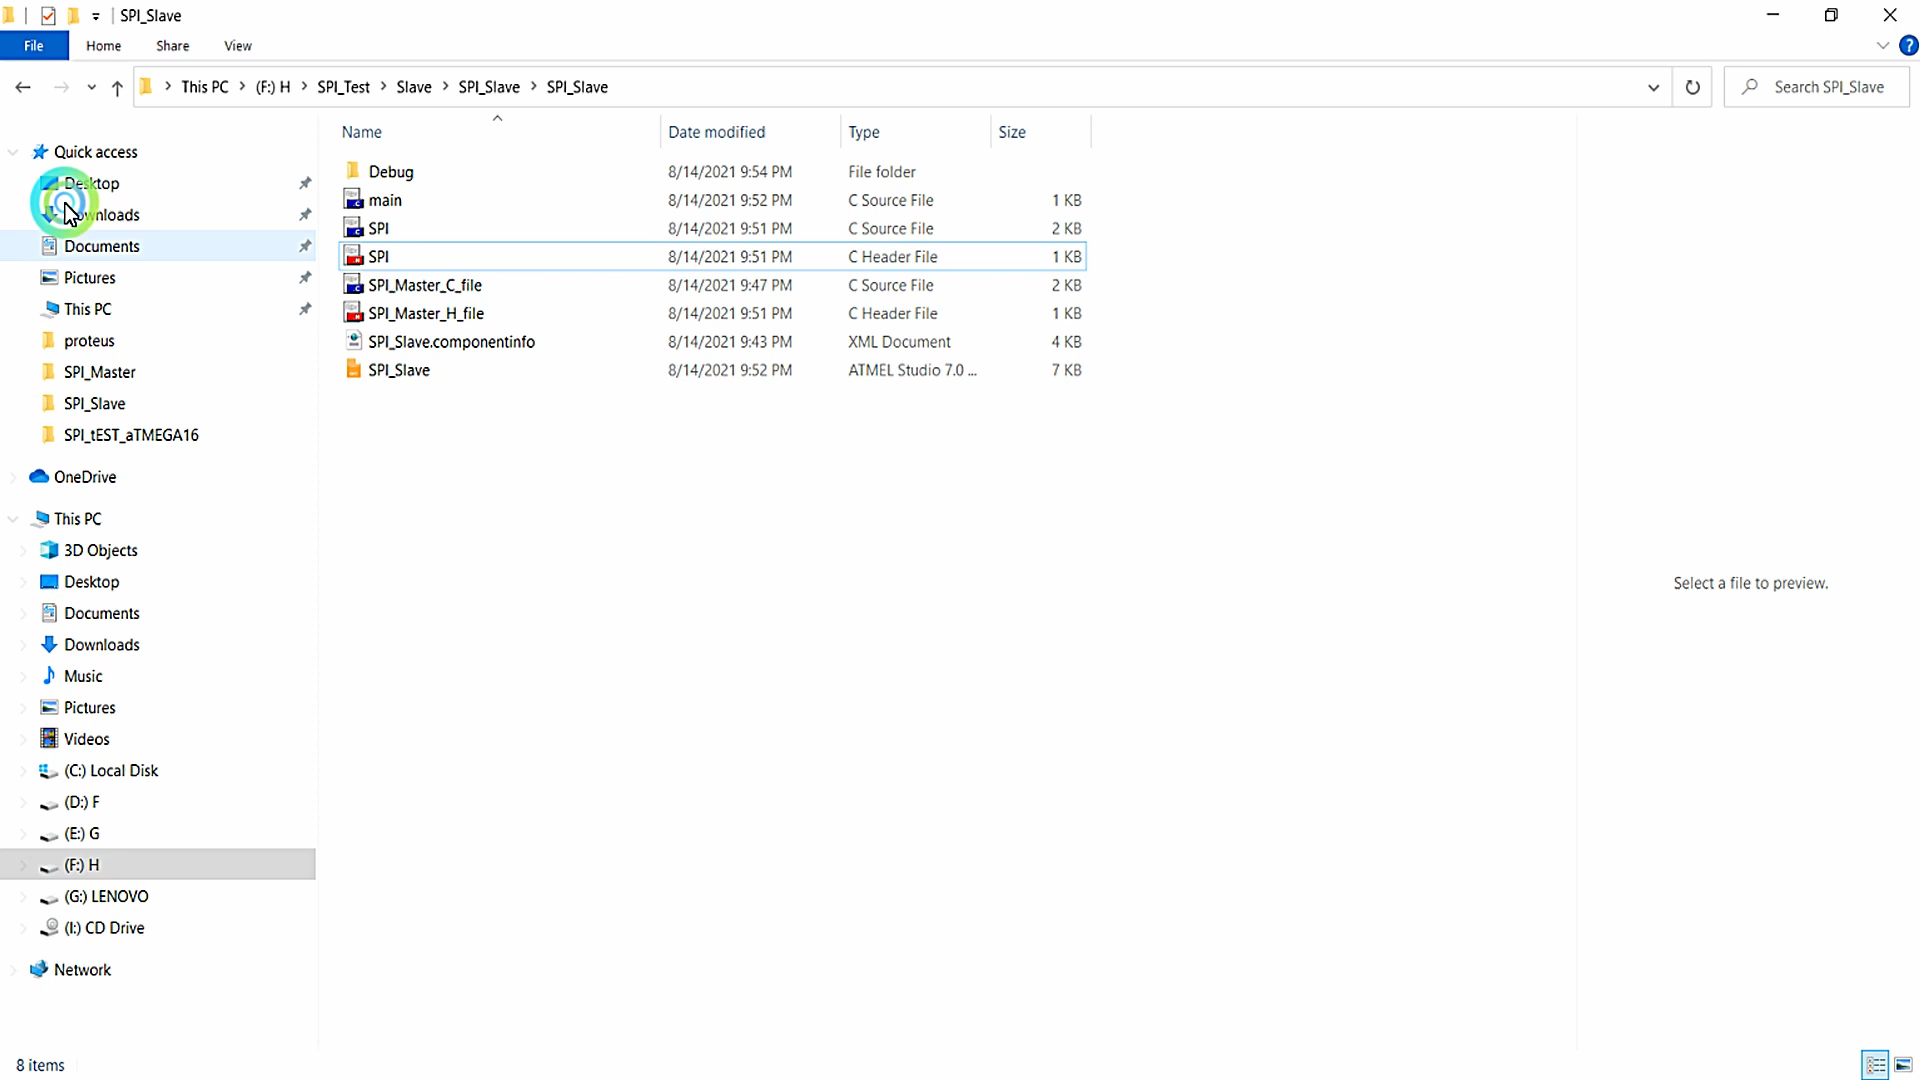 SPI_Slave
File Home Share View
This PC (F:) H SPI_Test Slave SPI_Slave SPI_Slave
Search SPI_Slave
Name Date modified Type Size
Debug 8/14/2021 9:54 PM File folder
main 8/14/2021 9:52 PM C Source File 1 KB
SPI 8/14/2021 9:51 PM C Source File 2 KB
SPI 8/14/2021 9:51 PM C Header File 1 KB
SPI_Master_C_file 8/14/2021 9:47 PM C Source File 2 KB
SPI_Master_H_file 8/14/2021 9:51 PM C Header File 1 KB
SPI_Slave.componentinfo 8/14/2021 9:43 PM XML Document 4 KB
SPI_Slave 8/14/2021 9:52 PM ATMEL Studio 7.0 ... 7 KB
Quick access
Desktop
Downloads
Documents
Pictures
This PC
proteus
SPI_Master
SPI_Slave
SPI_tEST_aTMEGA16
OneDrive
This PC
3D Objects
Desktop
Documents
Downloads
Music
Pictures
Videos
(C:) Local Disk
(D:) F
(E:) G
(F:) H
(G:) LENOVO
(I:) CD Drive
Network
Select a file to preview.
8 items